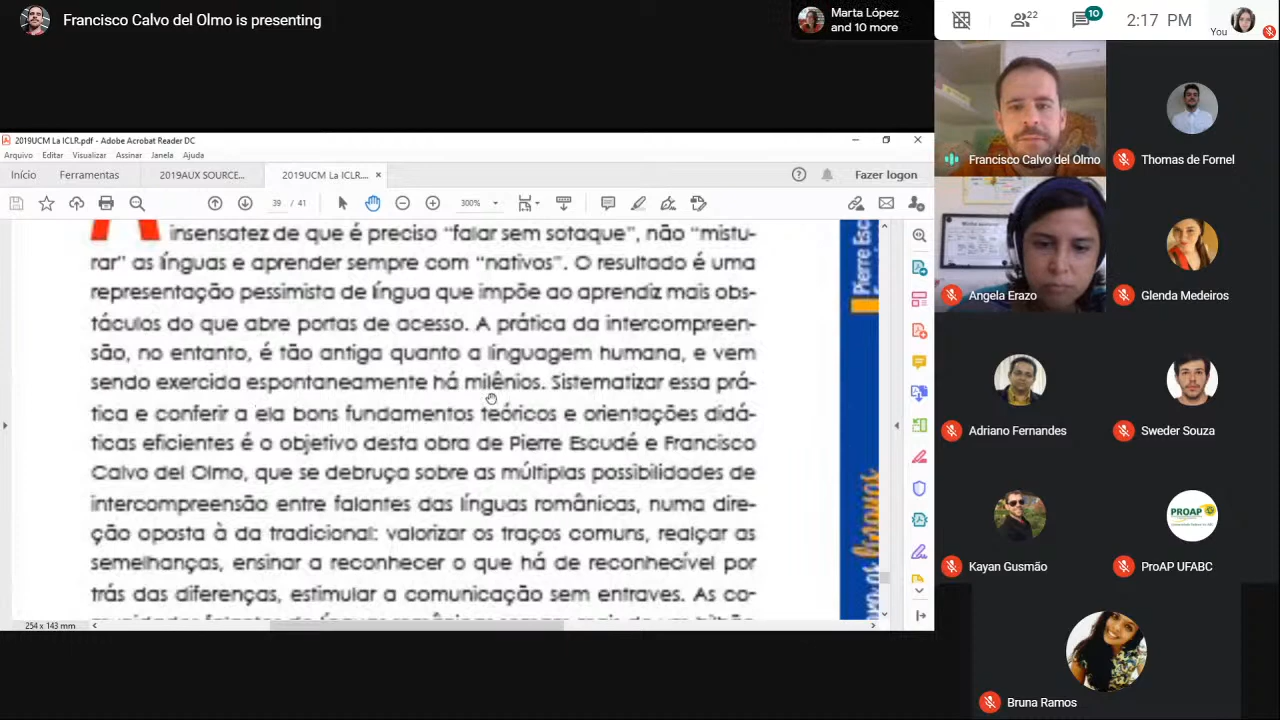 Francisco Calvo del Olmo is presenting
Marta López
and 10 more
22
10
2:17 PM
You
2019UCM La ICLR.pdf - Adobe Acrobat Reader DC
Arquivo Editar Visualizar Assinar Janela Ajuda
Início Ferramentas 2019AUX SOURCE... 2019UCM La ICLR.... × Fazer logon
39 / 41 300%
insensatez de que é preciso “falar sem sotaque”, não “mistu-
rar” as línguas e aprender sempre com “nativos”. O resultado é uma
representação pessimista de língua que impõe ao aprendiz mais obs-
táculos do que abre portas de acesso. A prática da intercompreen-
são, no entanto, é tão antiga quanto a linguagem humana, e vem
sendo exercida espontaneamente há milênios. Sistematizar essa prá-
tica e conferir a ela bons fundamentos teóricos e orientações didá-
ticas eficientes é o objetivo desta obra de Pierre Escudé e Francisco
Calvo del Olmo, que se debruça sobre as múltiplas possibilidades de
intercompreensão entre falantes das línguas românicas, numa dire-
ção oposta à da tradicional: valorizar os traços comuns, realçar as
semelhanças, ensinar a reconhecer o que há de reconhecível por
trás das diferenças, estimular a comunicação sem entraves. As co-
Pierre Esc
línguas
254 x 143 mm
Francisco Calvo del Olmo
Thomas de Fornel
Angela Erazo
Glenda Medeiros
Adriano Fernandes
Sweder Souza
PROAP
Kayan Gusmão
ProAP UFABC
Bruna Ramos